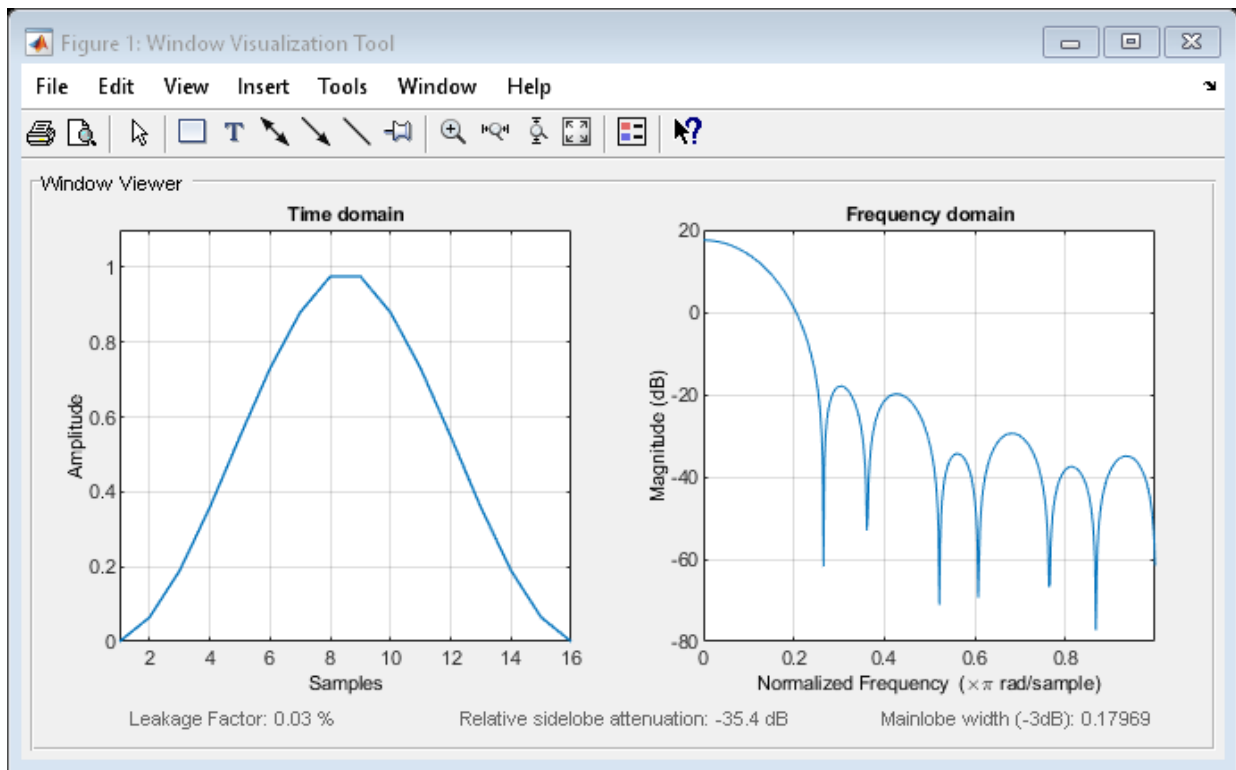 Figure 1: Window Visualization Tool
File Edit View Insert Tools Window Help
T
?
Window Viewer
Time domain
1
0.8
0.6
0.4
0.2
0
Amplitude
2 4 6 8 10 12 14 16
Samples
Frequency domain
20
0
-20
-40
-60
-80
Magnitude (dB)
0 0.2 0.4 0.6 0.8
Normalized Frequency (×π rad/sample)
Leakage Factor: 0.03 %
Relative sidelobe attenuation: -35.4 dB
Mainlobe width (-3dB): 0.17969